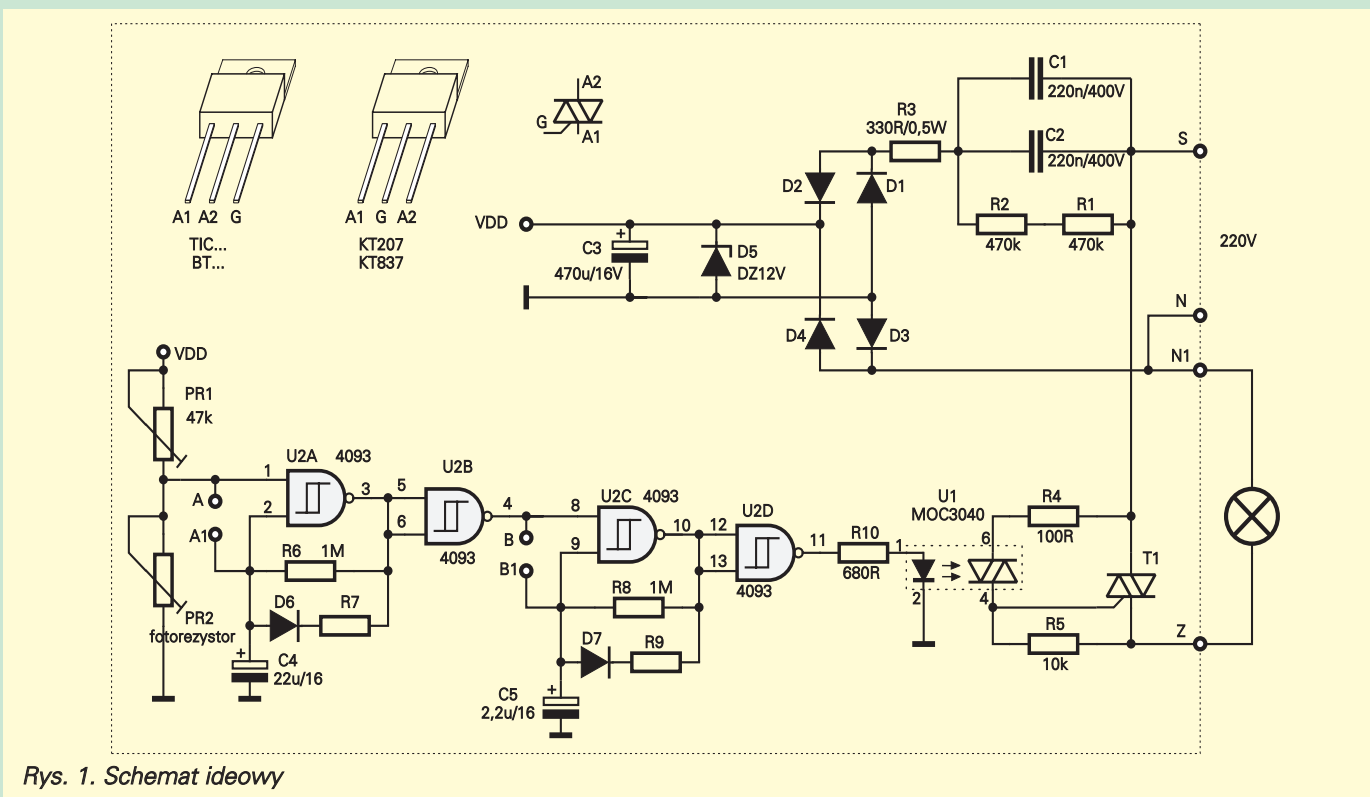 A1 A2 G
TIC...
BT...
A1 G A2
KT207
KT837
A2
G
A1
C1
220n/400V
R3
330R/0,5W
C2
220n/400V
S
D2
D1
R2
470k
R1
470k
VDD
C3
+
470u/16V
D5
DZ12V
220V
N
D4
D3
N1
VDD
PR1
47k
U2A 4093
1
2
3
A
A1
R6 1M
D6
R7
+
C4
22u/16
PR2
fotorezystor
U2B
5
6
4
4093
B
B1
U2C 4093
8
9
10
R8 1M
D7
R9
+
C5
2,2u/16
U2D
12
13
11
4093
R10
680R
U1
MOC3040
1
2
6
4
R4
100R
T1
R5
10k
Z
Rys. 1. Schemat ideowy